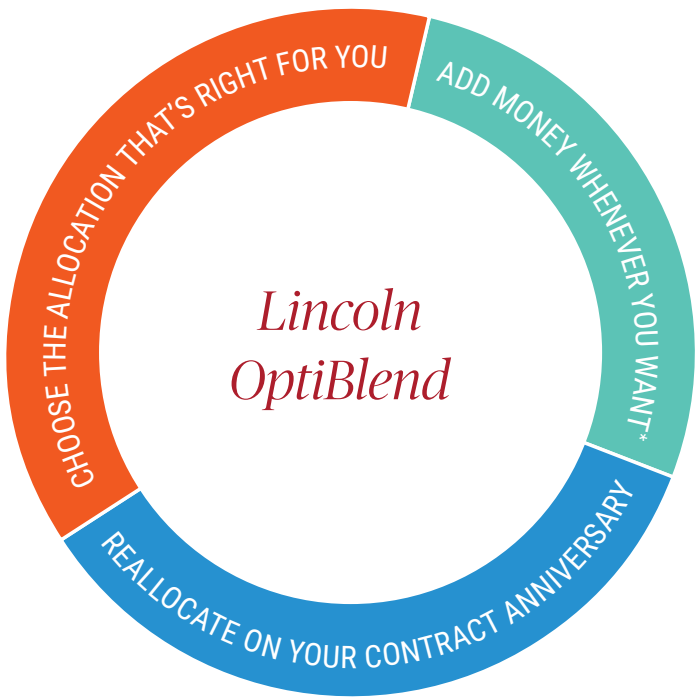 CHOOSE THE ALLOCATION THAT'S RIGHT FOR YOU
ADD MONEY WHENEVER YOU WANT*
REALLOCATE ON YOUR CONTRACT ANNIVERSARY
Lincoln
OptiBlend